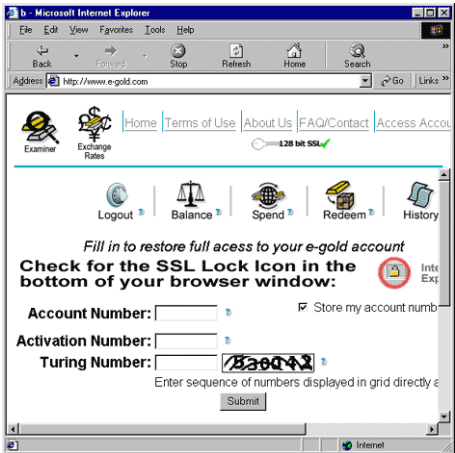 b - Microsoft Internet Explorer
File Edit View Favorites Tools Help
Back Forward Stop Refresh Home Search
Address http://www.e-gold.com Go Links
Home Terms of Use About Us FAQ/Contact Access Accou
Examiner Exchange Rates
128 bit SSL
Logout ? Balance ? Spend ? Redeem ? History
Fill in to restore full acess to your e-gold account
Check for the SSL Lock Icon in the
bottom of your browser window:
Inte
Exp
Account Number: ? Store my account numb
Activation Number: ?
Turing Number: ?
Enter sequence of numbers displayed in grid directly a
Submit
Internet